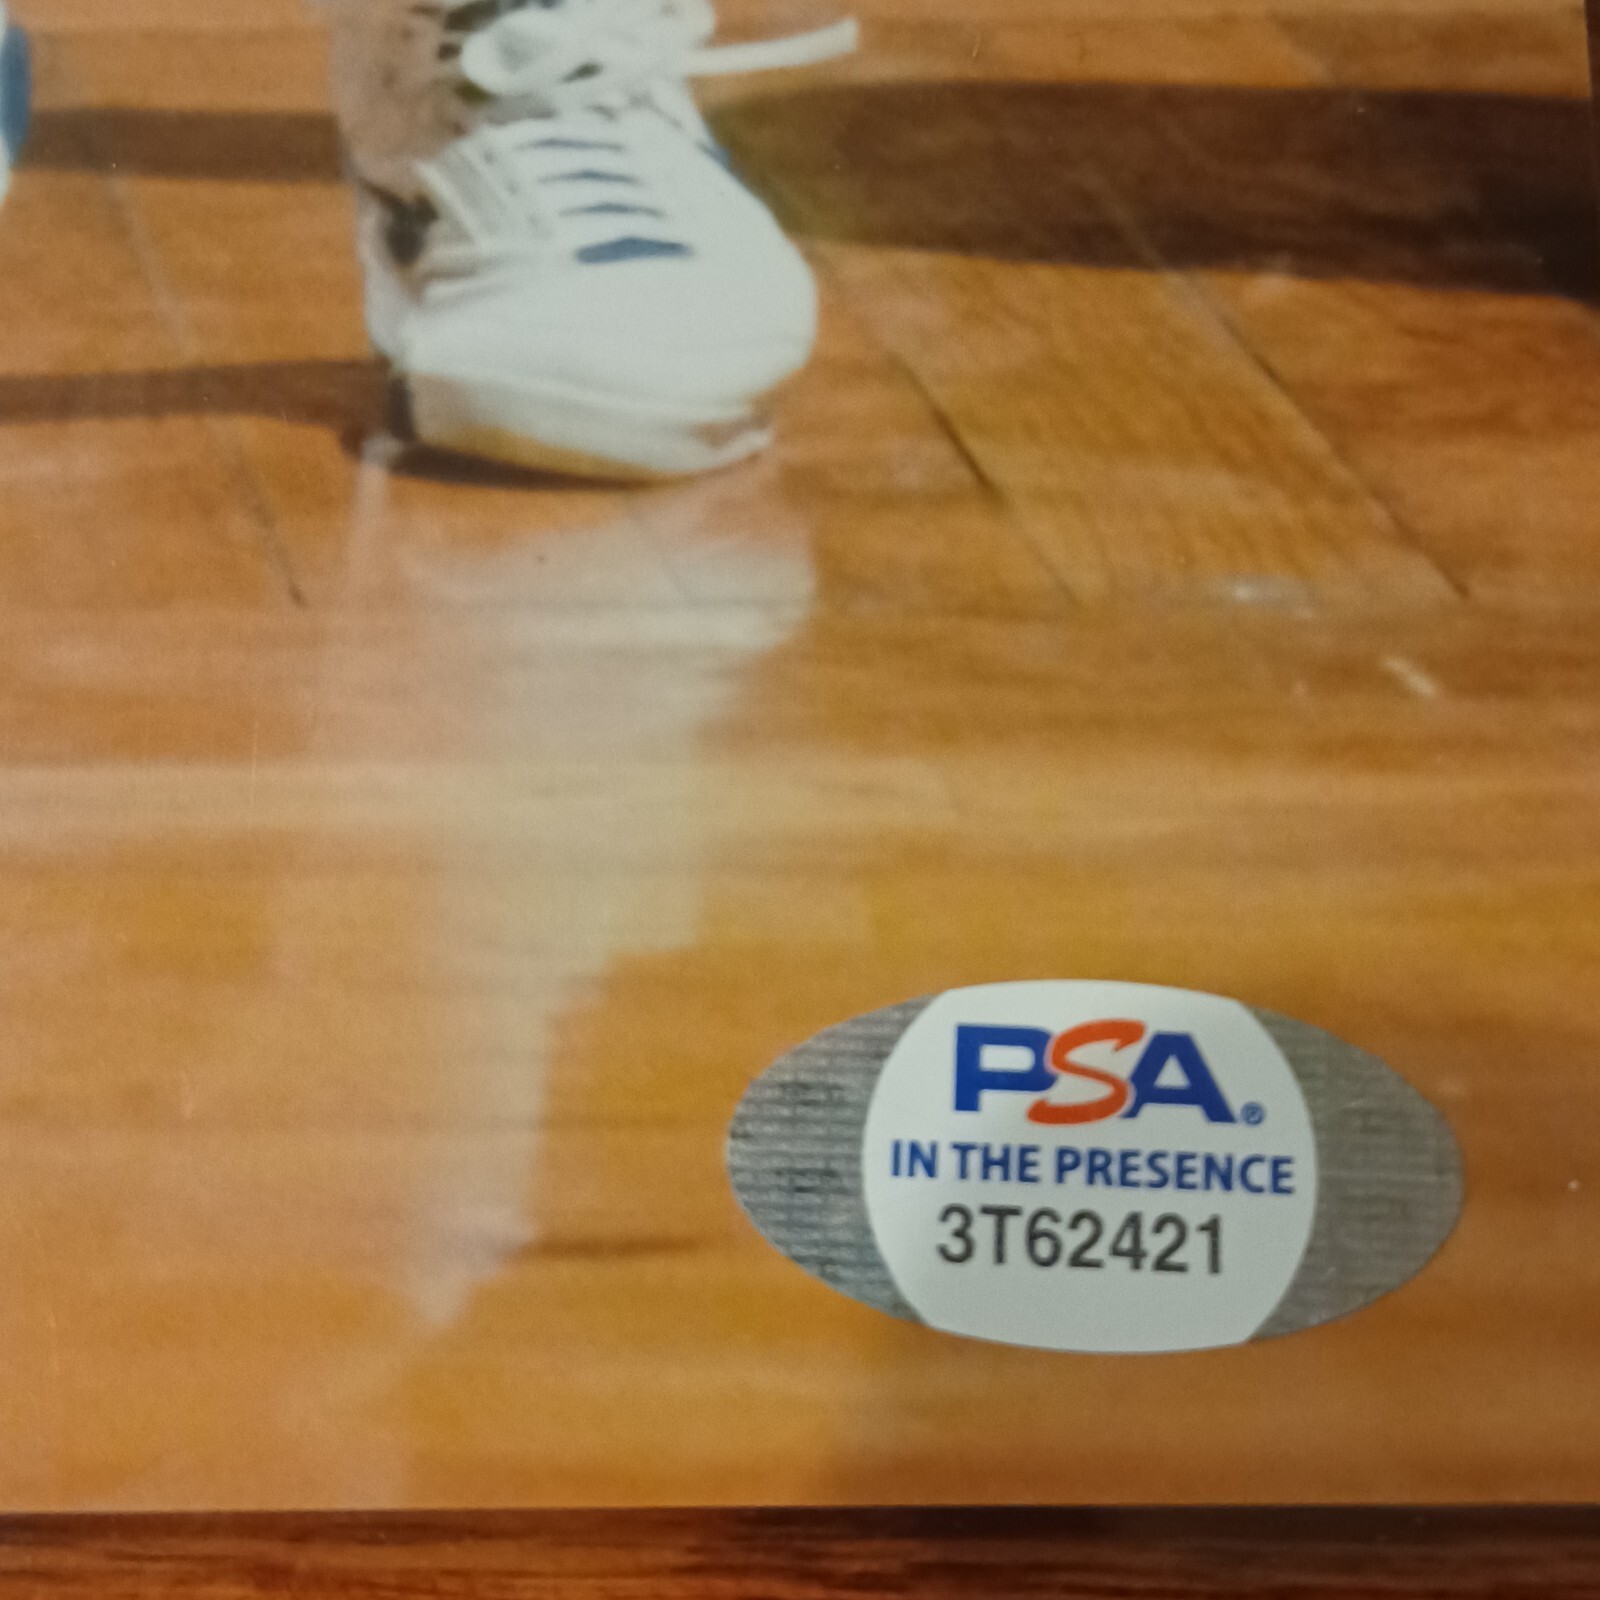 PSA®
IN THE PRESENCE
3T62421